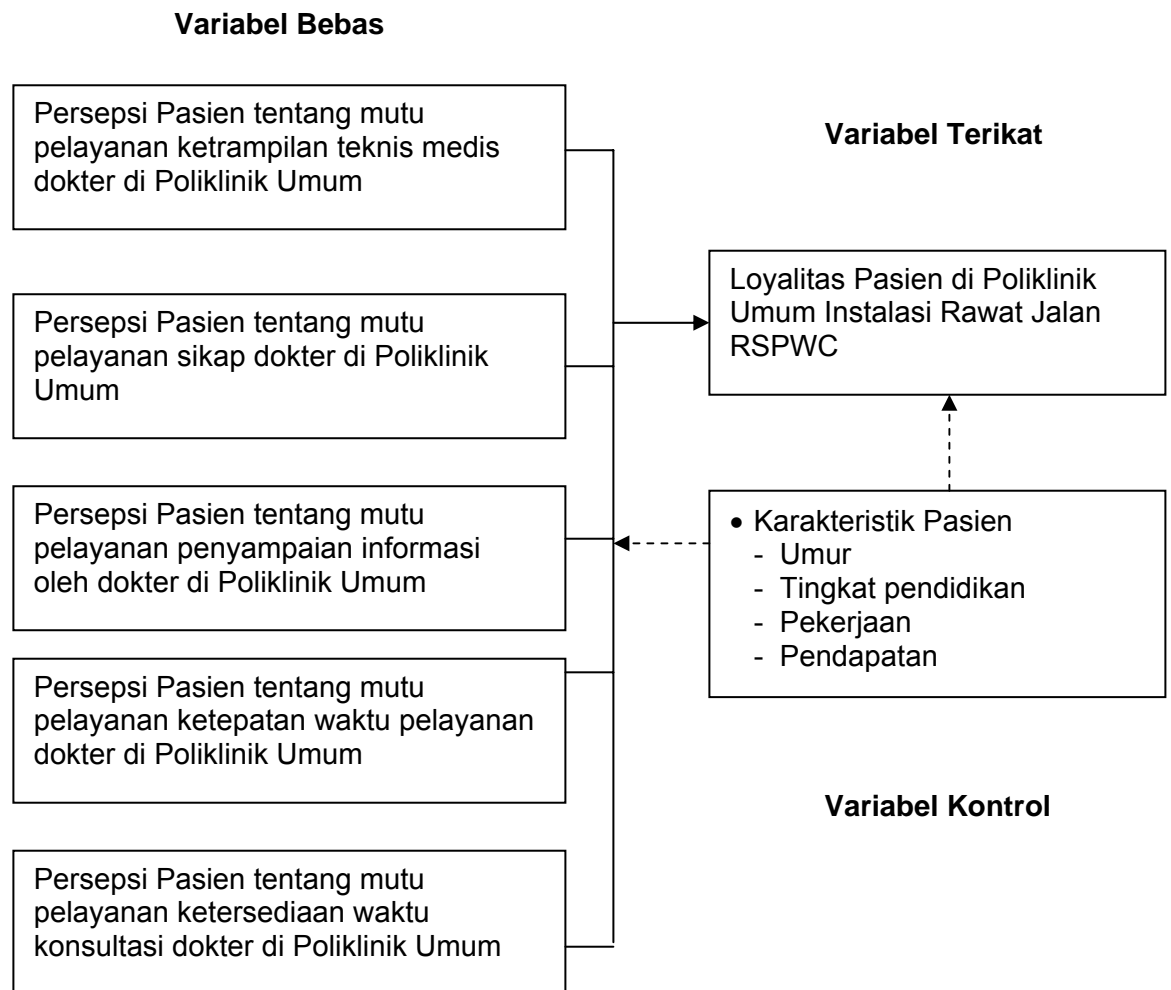 Variabel Bebas
Persepsi Pasien tentang mutu
pelayanan ketrampilan teknis medis
dokter di Poliklinik Umum
Persepsi Pasien tentang mutu
pelayanan sikap dokter di Poliklinik
Umum
Persepsi Pasien tentang mutu
pelayanan penyampaian informasi
oleh dokter di Poliklinik Umum
Persepsi Pasien tentang mutu
pelayanan ketepatan waktu pelayanan
dokter di Poliklinik Umum
Persepsi Pasien tentang mutu
pelayanan ketersediaan waktu
konsultasi dokter di Poliklinik Umum
Variabel Terikat
Loyalitas Pasien di Poliklinik
Umum Instalasi Rawat Jalan
RSPWC
• Karakteristik Pasien
- Umur
- Tingkat pendidikan
- Pekerjaan
- Pendapatan
Variabel Kontrol